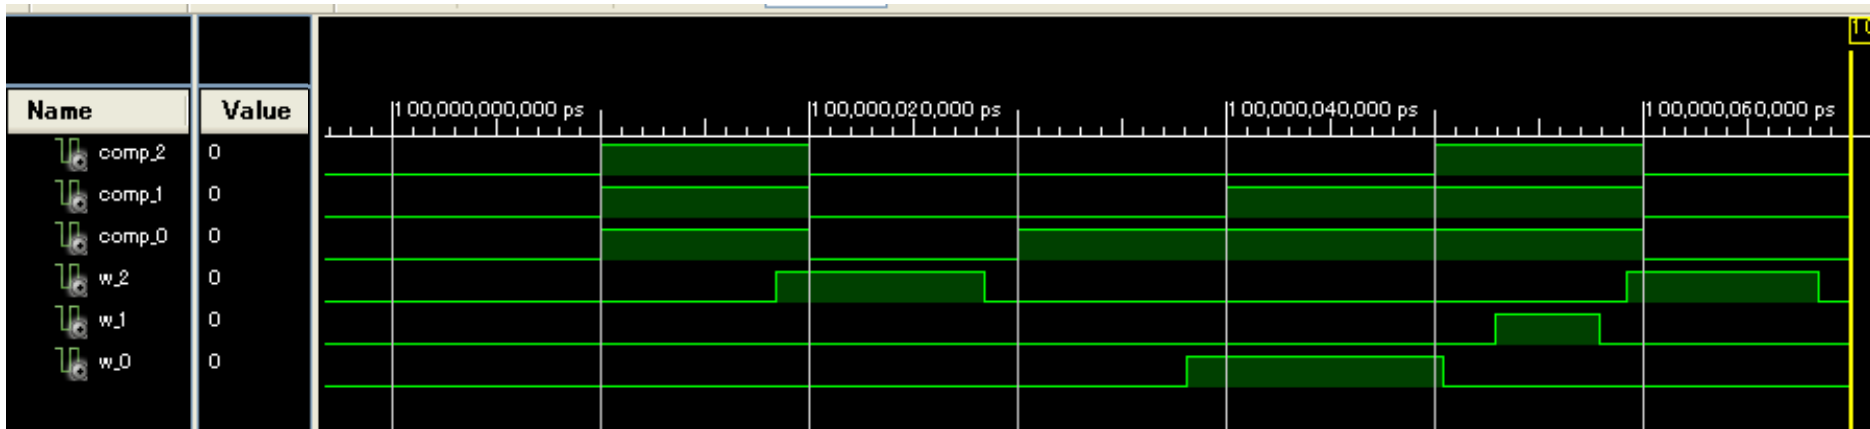 Name Value
100,000,000,000 ps 100,000,020,000 ps 100,000,040,000 ps 100,000,060,000 ps
comp_2 0
comp_1 0
comp_0 0
w_2 0
w_1 0
w_0 0